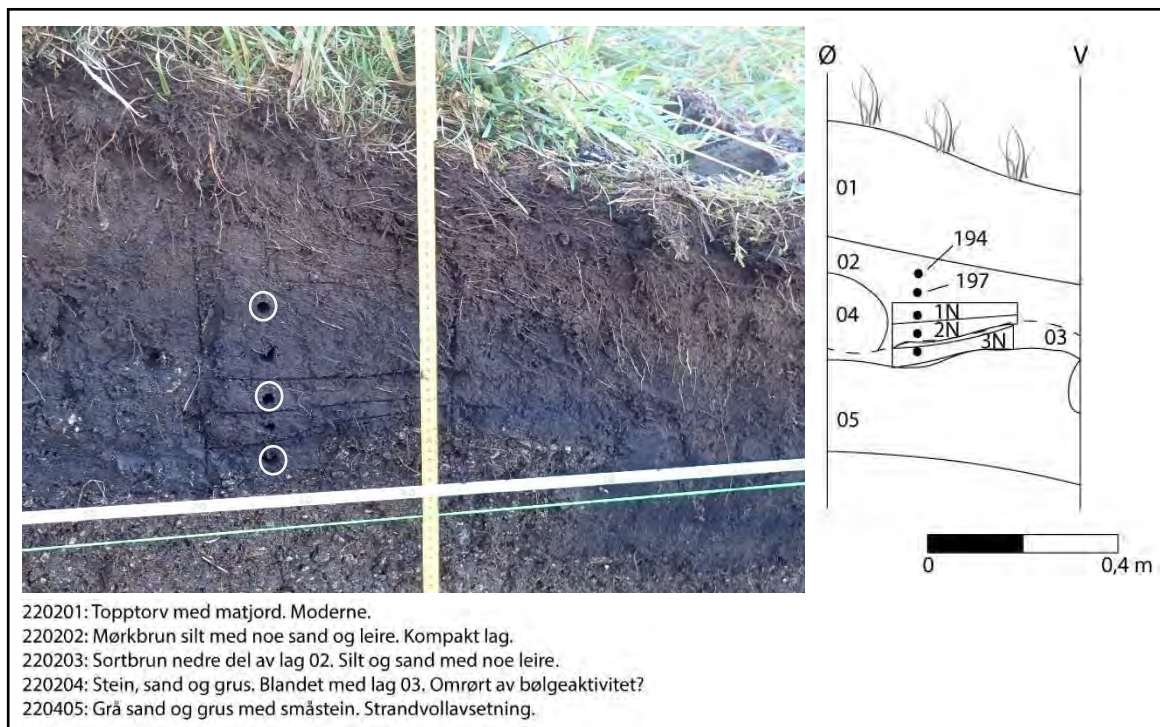 Ø V
01
194
02
197
04
1N
2N
3N
03
05
0 0,4 m
220201: Topptorv med matjord. Moderne.
220202: Mørkbrun silt med noe sand og leire. Kompakt lag.
220203: Sortbrun nedre del av lag 02. Silt og sand med noe leire.
220204: Stein, sand og grus. Blandet med lag 03. Omrørt av bølgeaktivitet?
220405: Grå sand og grus med småstein. Strandvollavsetning.